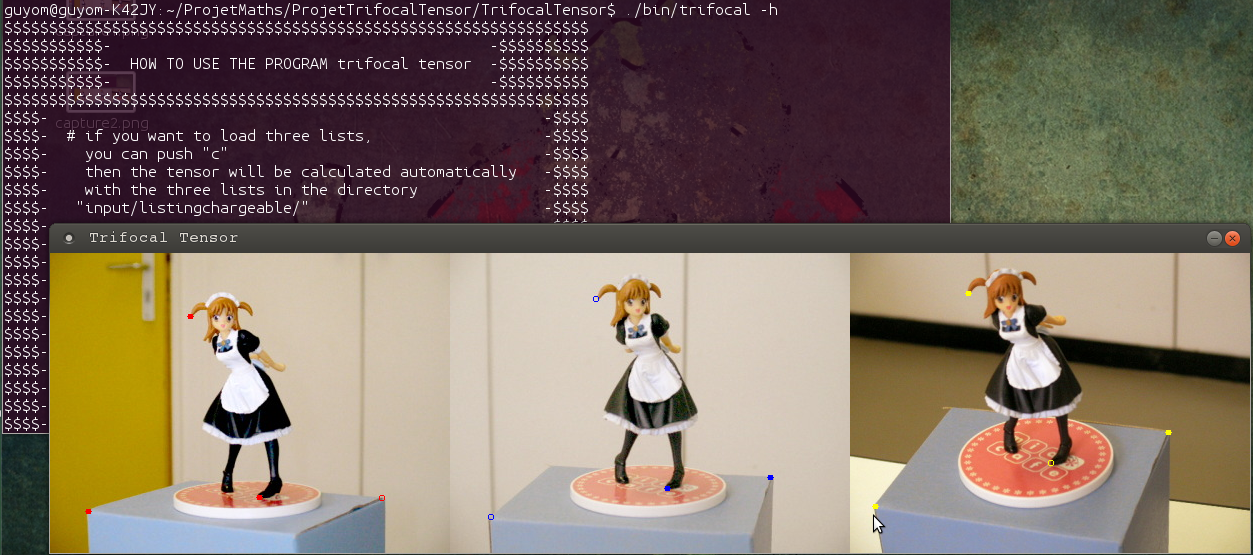 guyom@guyom-K42JY:~/ProjetMaths/ProjetTrifocalTensor/TrifocalTensor$ ./bin/trifocal -h
$$$$$$$$$$$$$$$$$$$$$$$$$$$$$$$$$$$$$$$$$$$$$$$$$$$$$$$$$$$$$$$$$
$$$$$$$$$$$- -$$$$$$$$$$
$$$$$$$$$$$- HOW TO USE THE PROGRAM trifocal tensor -$$$$$$$$$$
$$$$$$$$$$$- -$$$$$$$$$$
$$$$$$$$$$$$$$$$$$$$$$$$$$$$$$$$$$$$$$$$$$$$$$$$$$$$$$$$$$$$$$$$$
$$$$- -$$$$
capture2.png
$$$$- # if you want to load three lists, -$$$$
$$$$- you can push "c" -$$$$
$$$$- then the tensor will be calculated automatically -$$$$
$$$$- with the three lists in the directory -$$$$
$$$$- "input/listingchargeable/" -$$$$
$$$$-
Trifocal Tensor
$$$$-
$$$$-
$$$$-
$$$$-
$$$$-
$$$$-
$$$$-
$$$$-
$$$$-
$$$$-
$$$$-